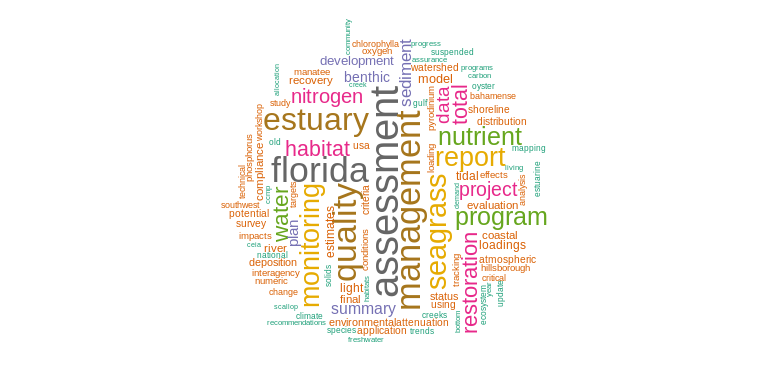 community
chlorophylla
progress
oxygen
suspended
assurance
development
sediment
manatee
watershed
programs
recovery
benthic
model
carbon
allocation
creek
oyster
nitrogen
data
total
bahamense
study
gulf
pyrodinium
shoreline
estuary
assessment
management
distribution
workshop
nutrient
old
habitat
usa
mapping
phosphorus
compliance
florida
loading
report
technical
tidal
living
effects
estuarine
comp
targets
quality
criteria
seagrass
demand
project
analysis
monitoring
water
southwest
evaluation
potential
program
survey
plan
estimates
impacts
coastal
ceia
river
conditions
restoration
loadings
national
deposition
atmospheric
interagency
solids
tracking
hillsborough
numeric
light
habitats
critical
change
final
status
ecosystem
year
update
scallop
summary
using
climate
creeks
recommendations
environmental
attenuation
bottom
species
application
trends
freshwater